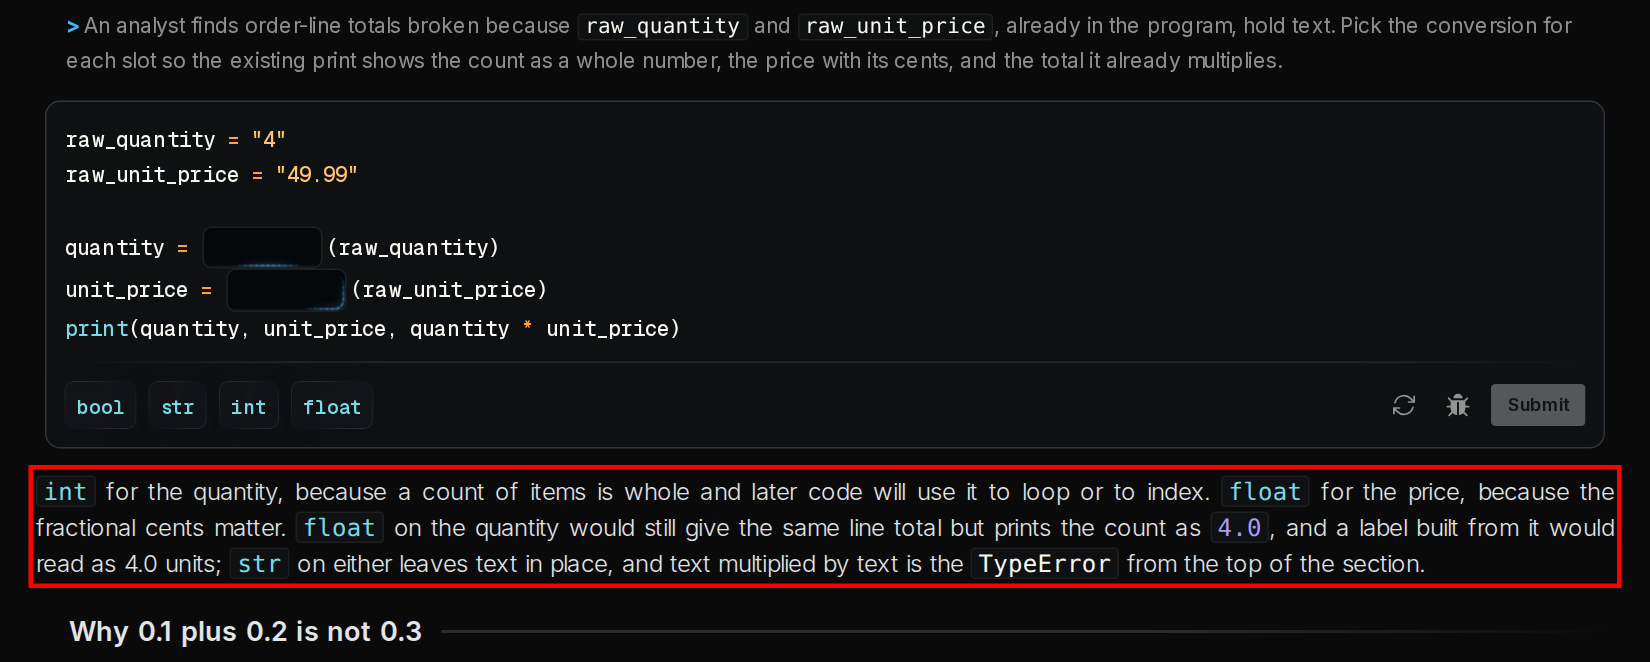 > An analyst finds order-line totals broken because raw_quantity and raw_unit_price, already in the program, hold text. Pick the conversion for
each slot so the existing print shows the count as a whole number, the price with its cents, and the total it already multiplies.
raw_quantity = "4"
raw_unit_price = "49.99"
quantity = (raw_quantity)
unit_price = (raw_unit_price)
print(quantity, unit_price, quantity * unit_price)
bool str int float Submit
int for the quantity, because a count of items is whole and later code will use it to loop or to index. float for the price, because the
fractional cents matter. float on the quantity would still give the same line total but prints the count as 4.0, and a label built from it would
read as 4.0 units; str on either leaves text in place, and text multiplied by text is the TypeError from the top of the section.
Why 0.1 plus 0.2 is not 0.3